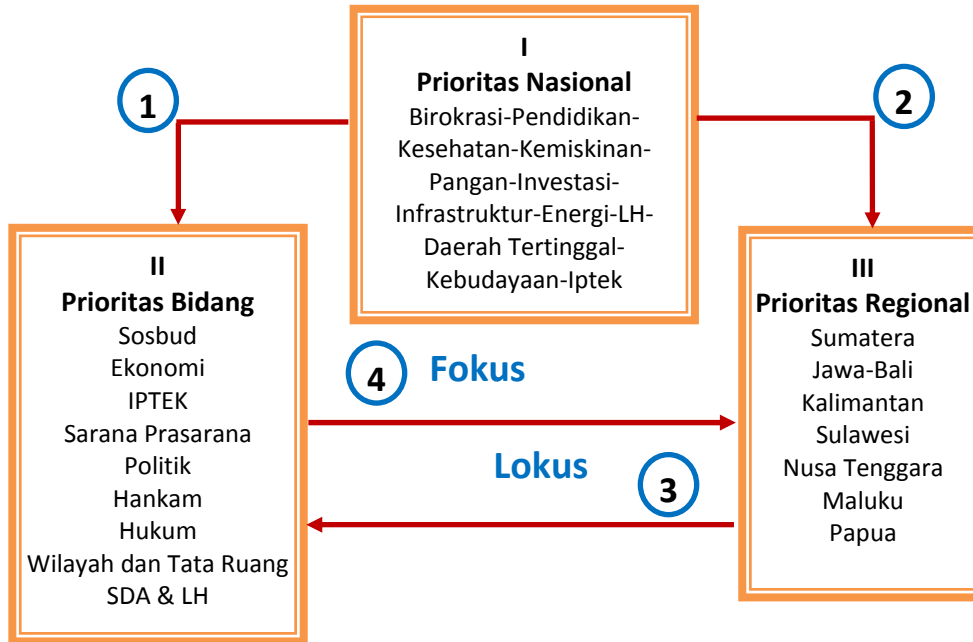 I
Prioritas Nasional
Birokrasi-Pendidikan-
Kesehatan-Kemiskinan-
Pangan-Investasi-
Infrastruktur-Energi-LH-
Daerah Tertinggal-
Kebudayaan-Iptek
1
2
II
Prioritas Bidang
Sosbud
Ekonomi
IPTEK
Sarana Prasarana
Politik
Hankam
Hukum
Wilayah dan Tata Ruang
SDA & LH
4
Fokus
Lokus
3
III
Prioritas Regional
Sumatera
Jawa-Bali
Kalimantan
Sulawesi
Nusa Tenggara
Maluku
Papua